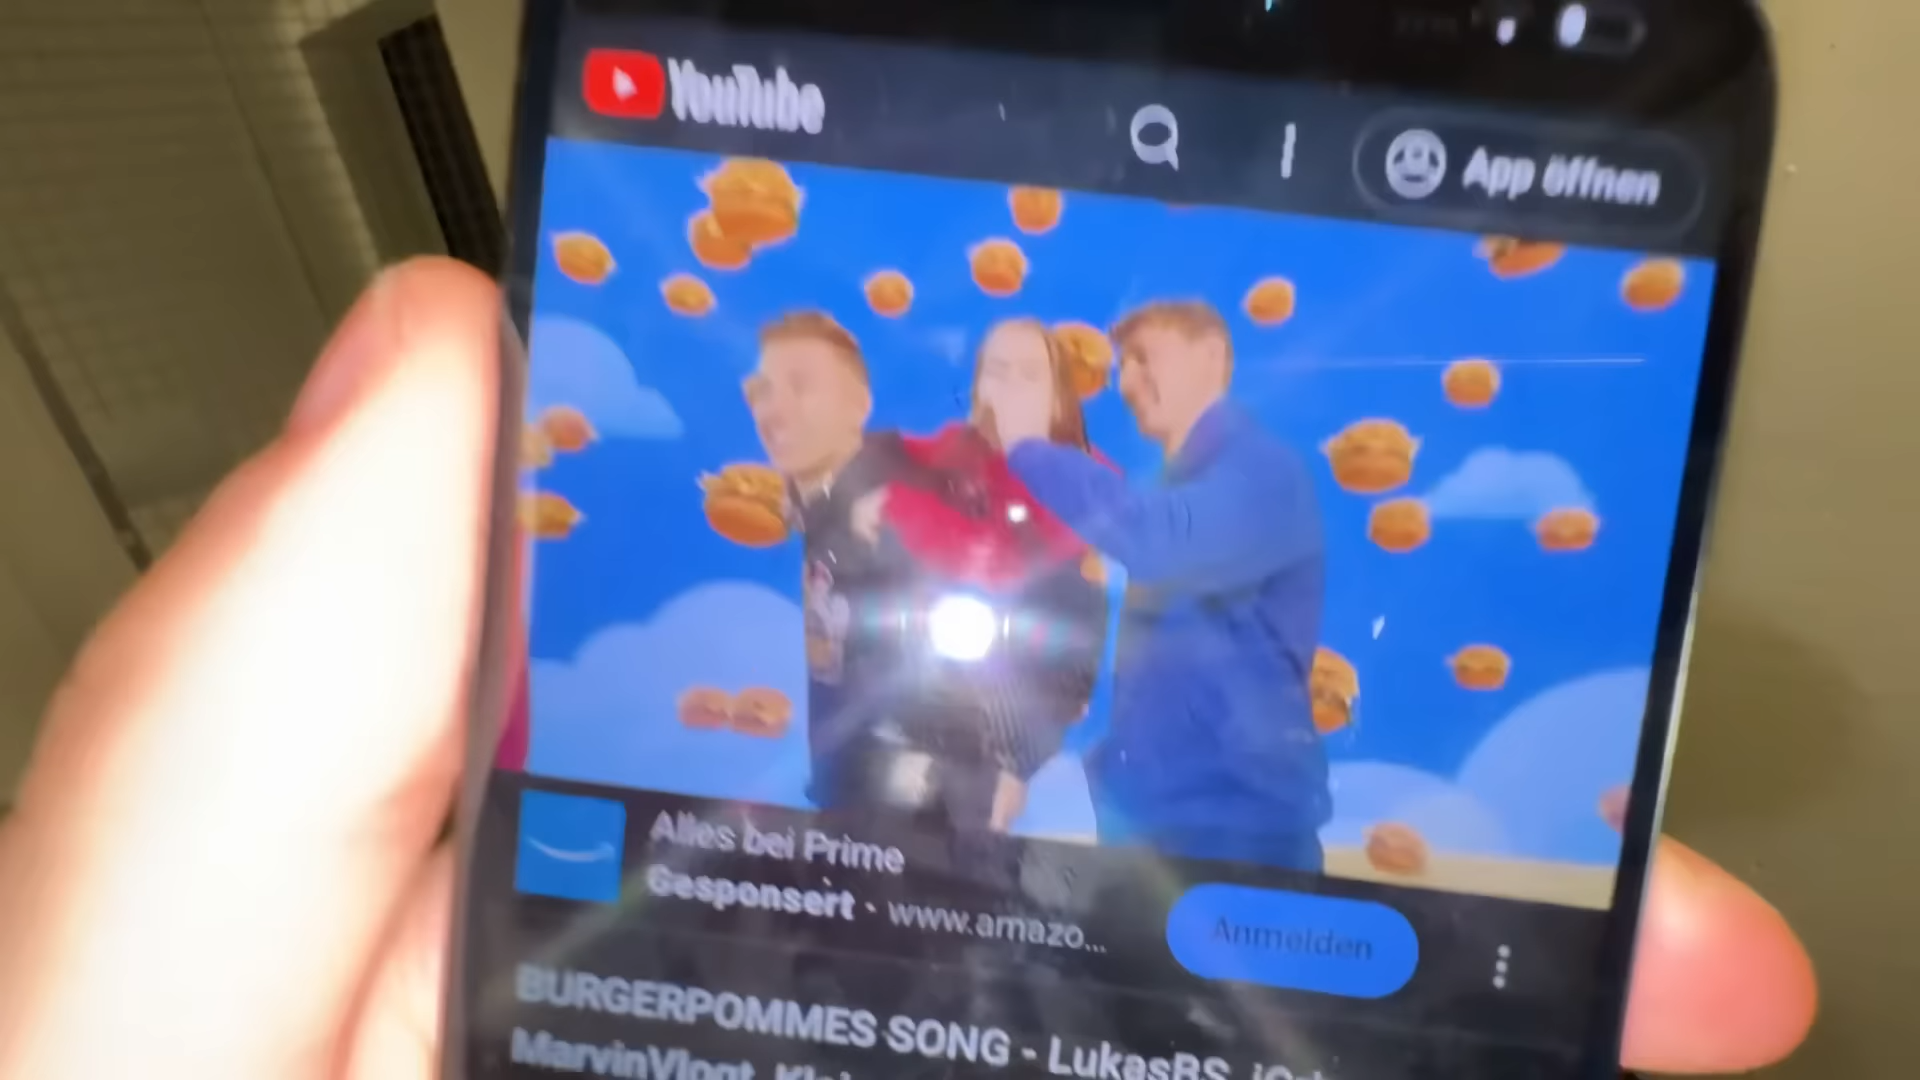 YouTube
App öffnen
Alles bei Prime
Gesponsert · www.amazo...
Anmelden
BURGERPOMMES SONG - LukasBS,
MarvinVlogt,